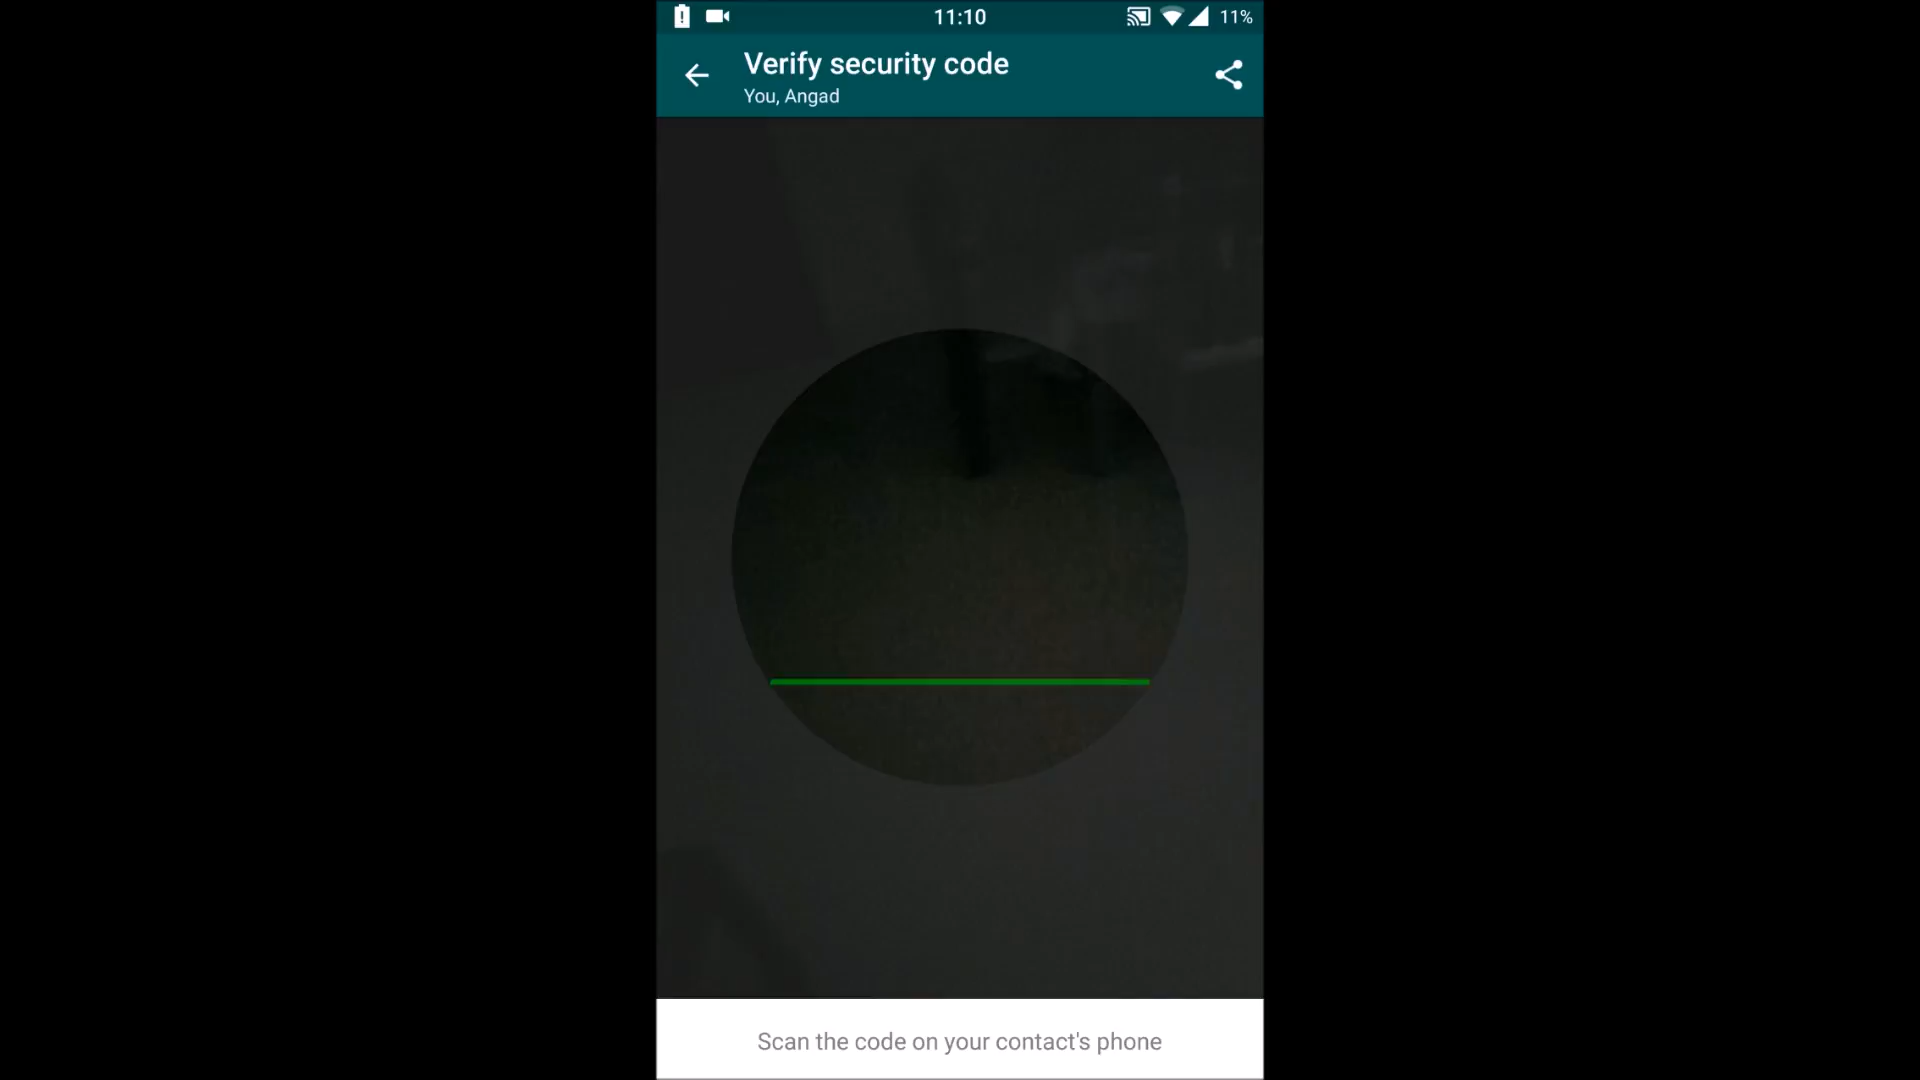 11:10
11%
Verify security code
You, Angad
Scan the code on your contact's phone